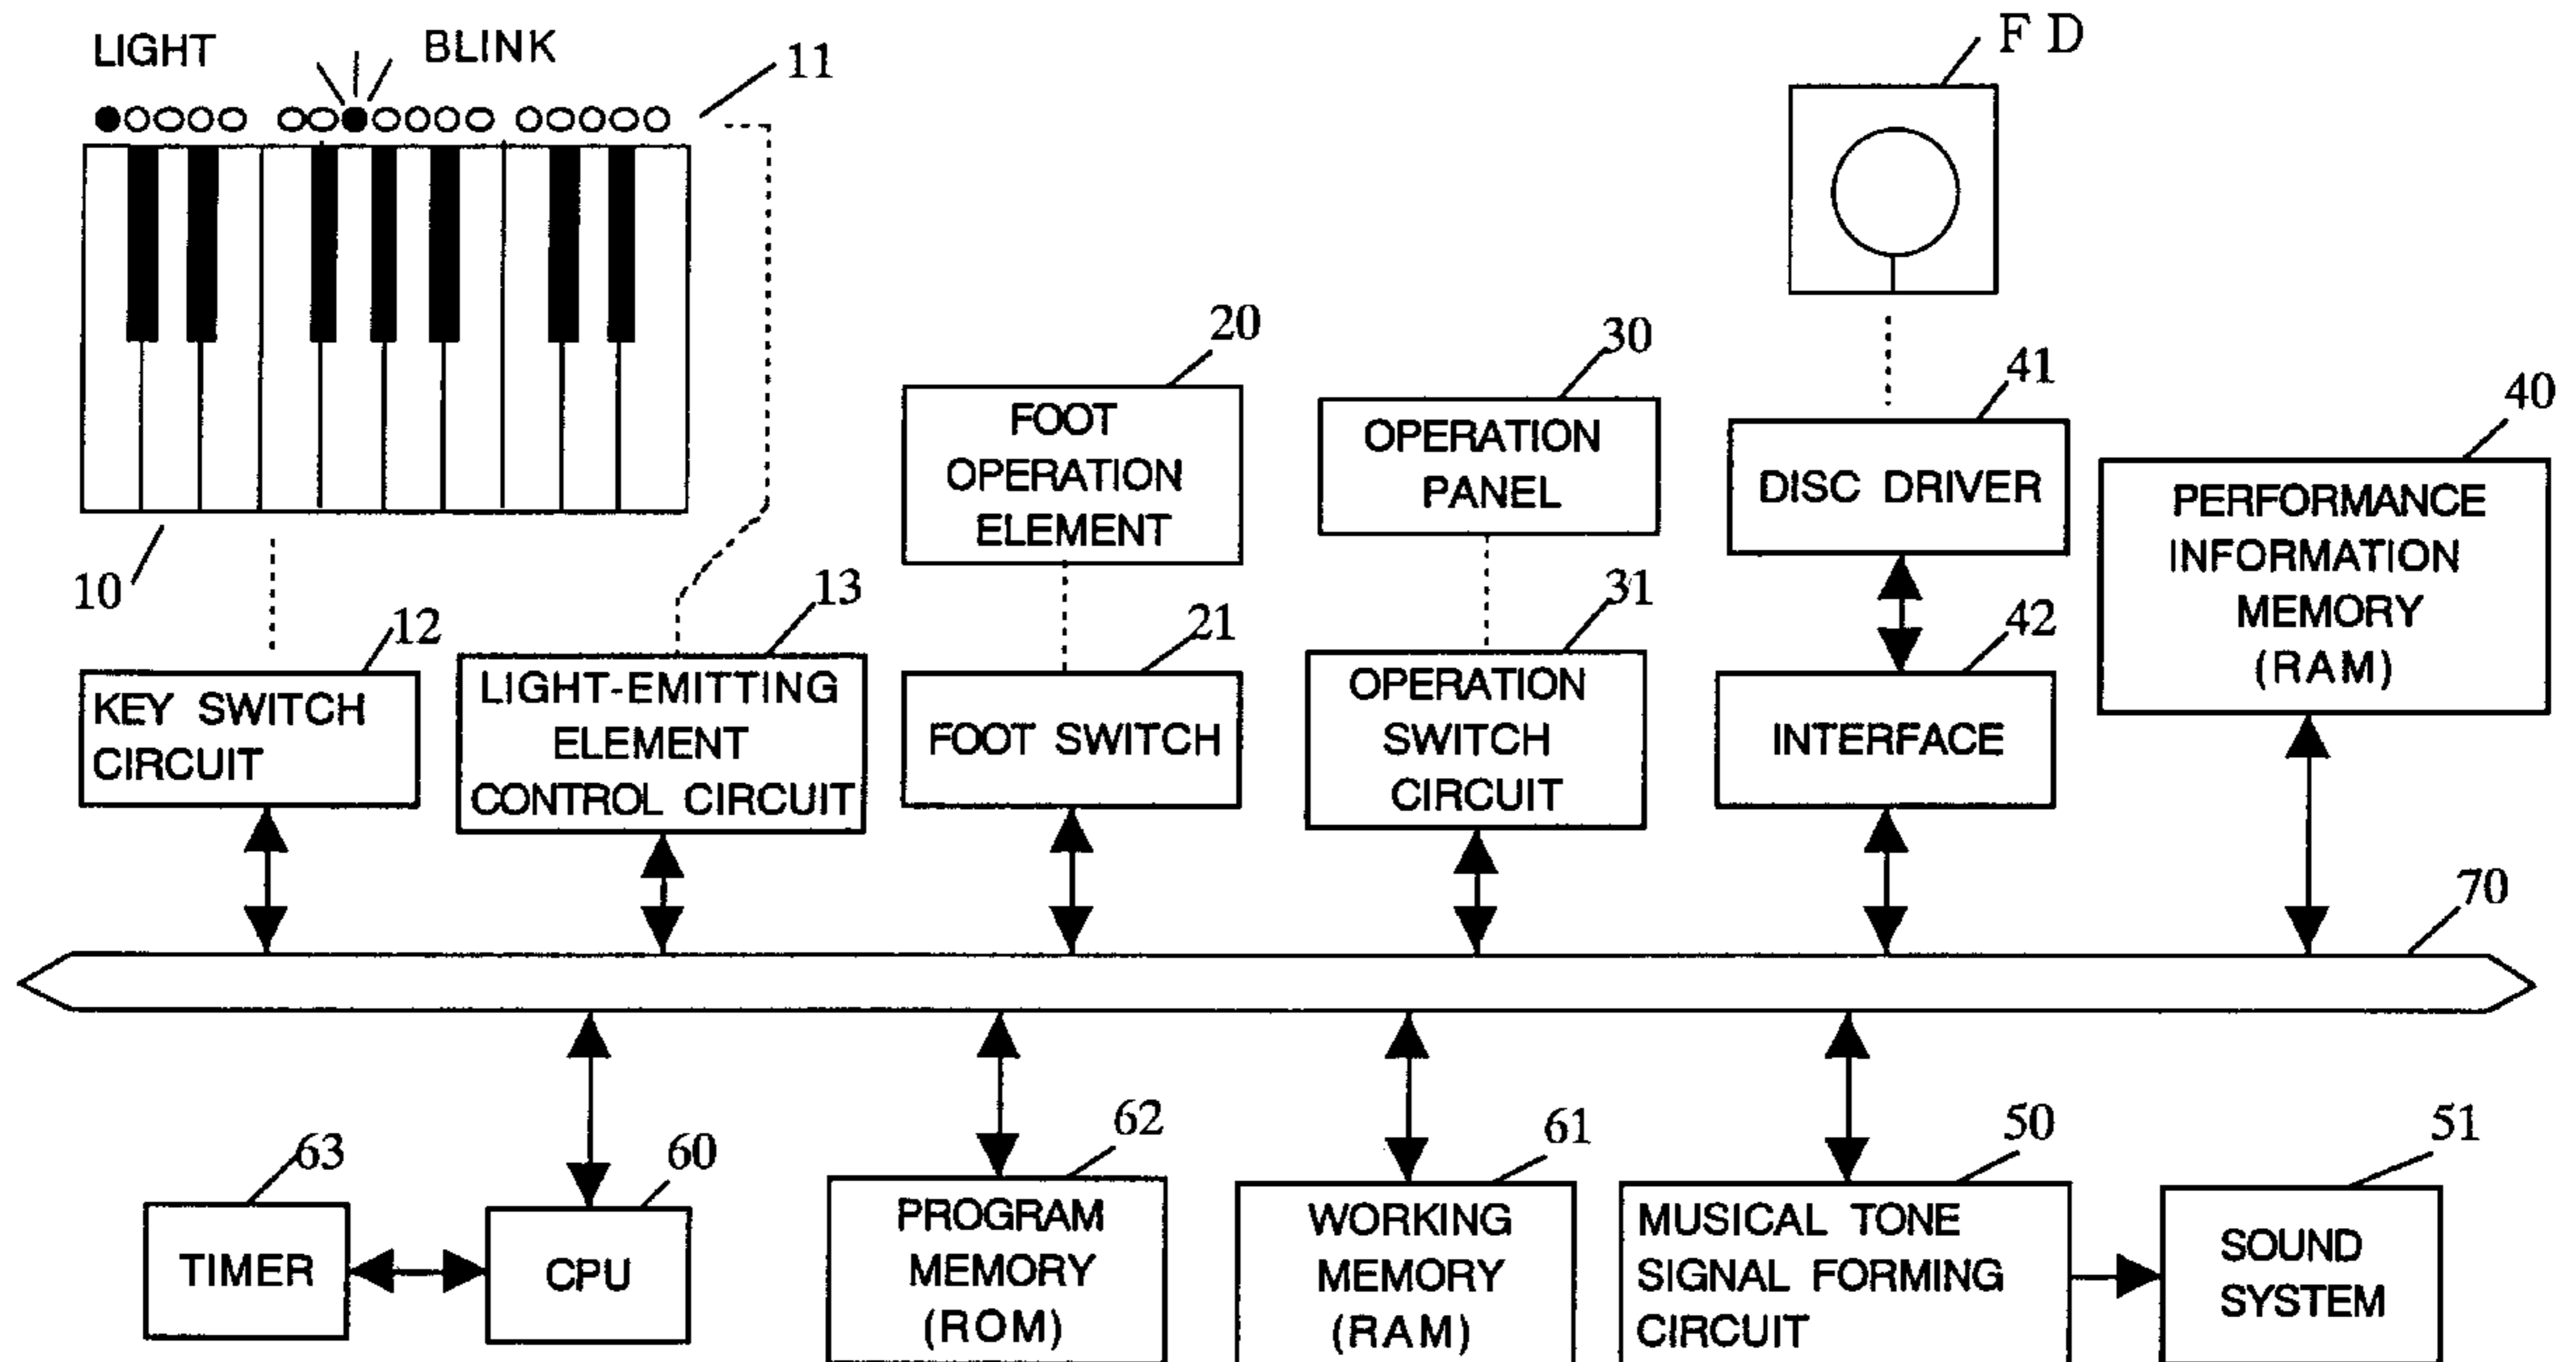 LIGHT
BLINK
11
F D
10
20
FOOT
OPERATION
ELEMENT
30
OPERATION
PANEL
41
DISC DRIVER
40
PERFORMANCE
INFORMATION
MEMORY
(RAM)
12
KEY SWITCH
CIRCUIT
13
LIGHT-EMITTING
ELEMENT
CONTROL CIRCUIT
21
FOOT SWITCH
31
OPERATION
SWITCH
CIRCUIT
42
INTERFACE
70
63
TIMER
60
CPU
62
PROGRAM
MEMORY
(ROM)
61
WORKING
MEMORY
(RAM)
50
MUSICAL TONE
SIGNAL FORMING
CIRCUIT
51
SOUND
SYSTEM